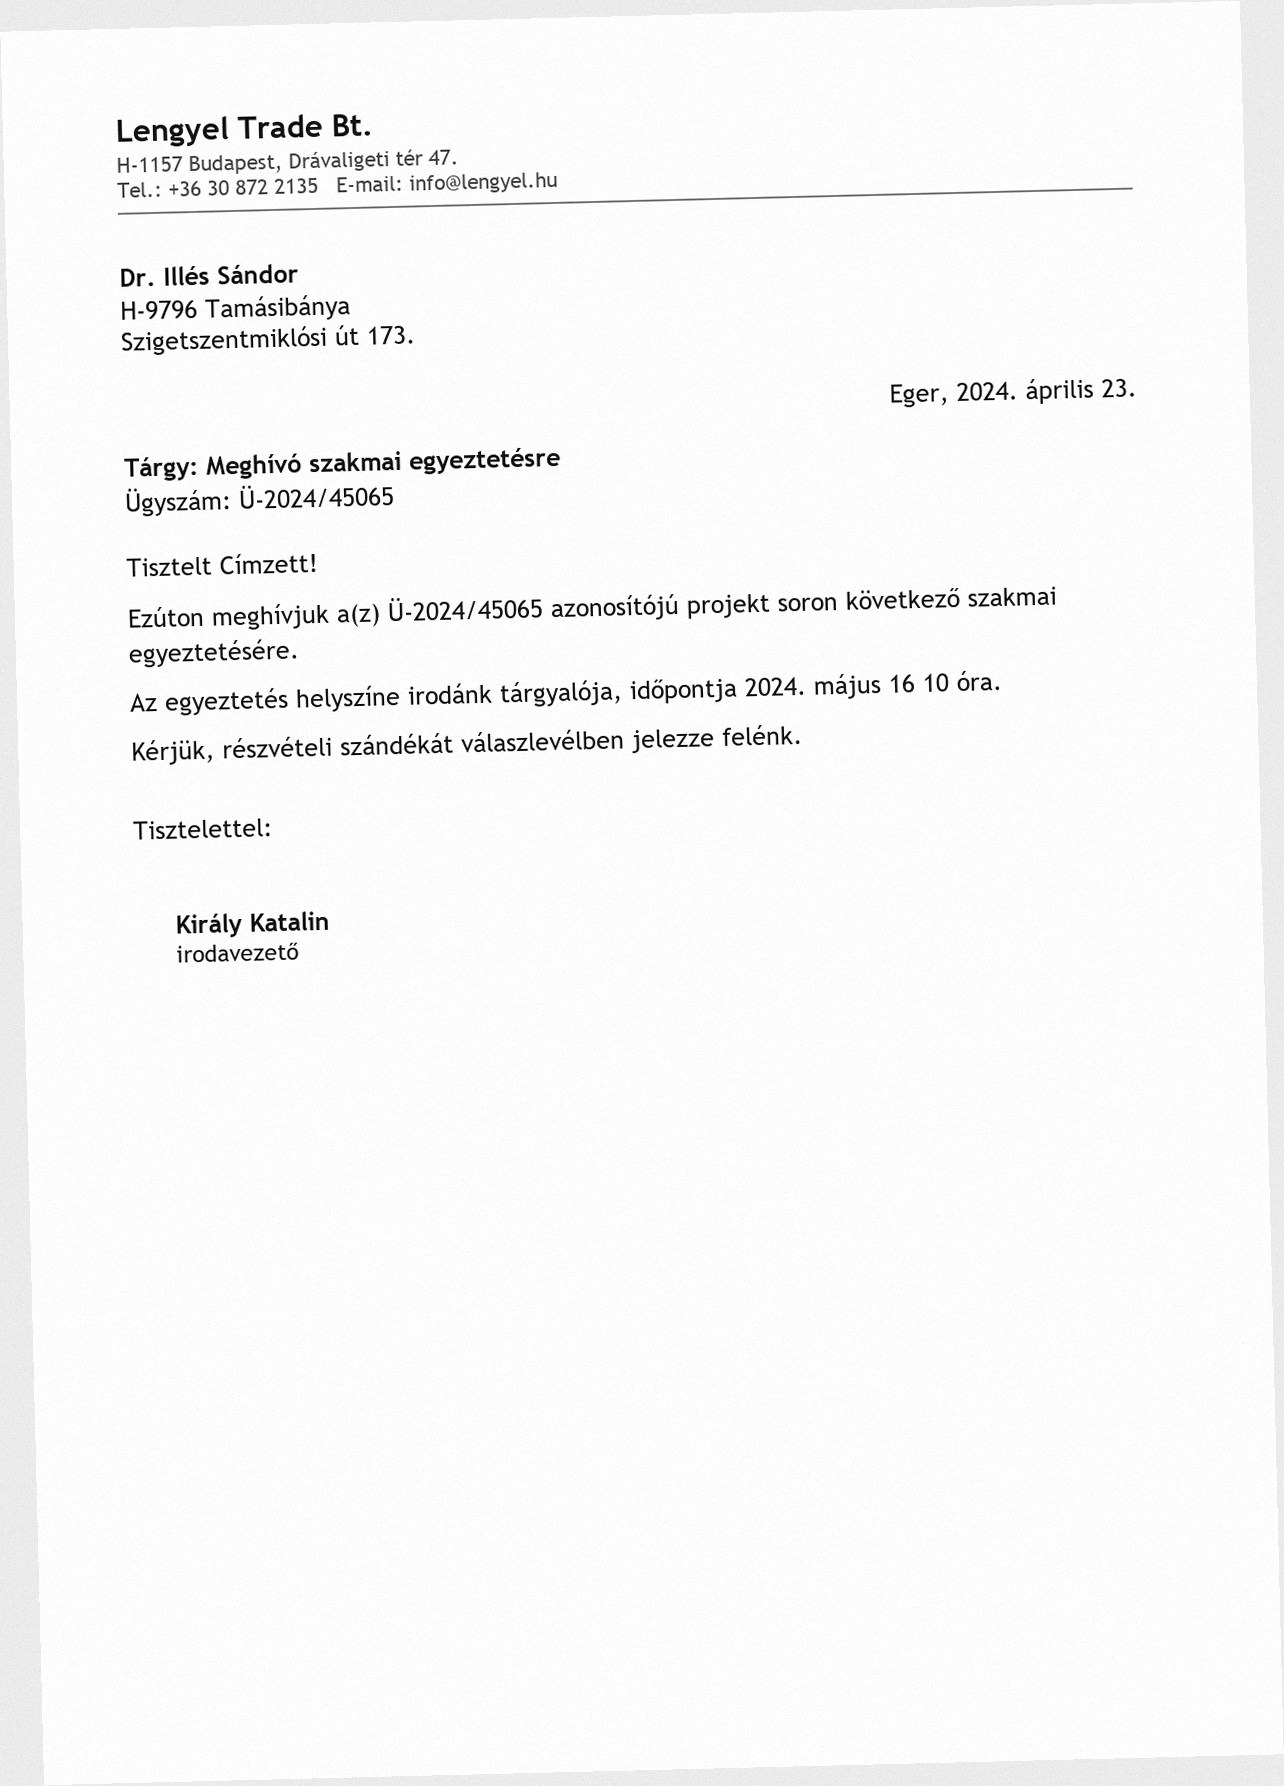 Lengyel Trade Bt.
H-1157 Budapest, Drávaligeti tér 47.
Tel.: +36 30 872 2135   E-mail: info@lengyel.hu
Dr. Illés Sándor
H-9796 Tamásibánya
Szigetszentmiklósi út 173.
Eger, 2024. április 23.
Tárgy: Meghívó szakmai egyeztetésre
Ügyszám: Ü-2024/45065
Tisztelt Címzett!
Ezúton meghívjuk a(z) Ü-2024/45065 azonosítójú projekt soron következő szakmai
egyeztetésére.
Az egyeztetés helyszíne irodánk tárgyalója, időpontja 2024. május 16 10 óra.
Kérjük, részvételi szándékát válaszlevélben jelezze felénk.
Tisztelettel:
Király Katalin
irodavezető